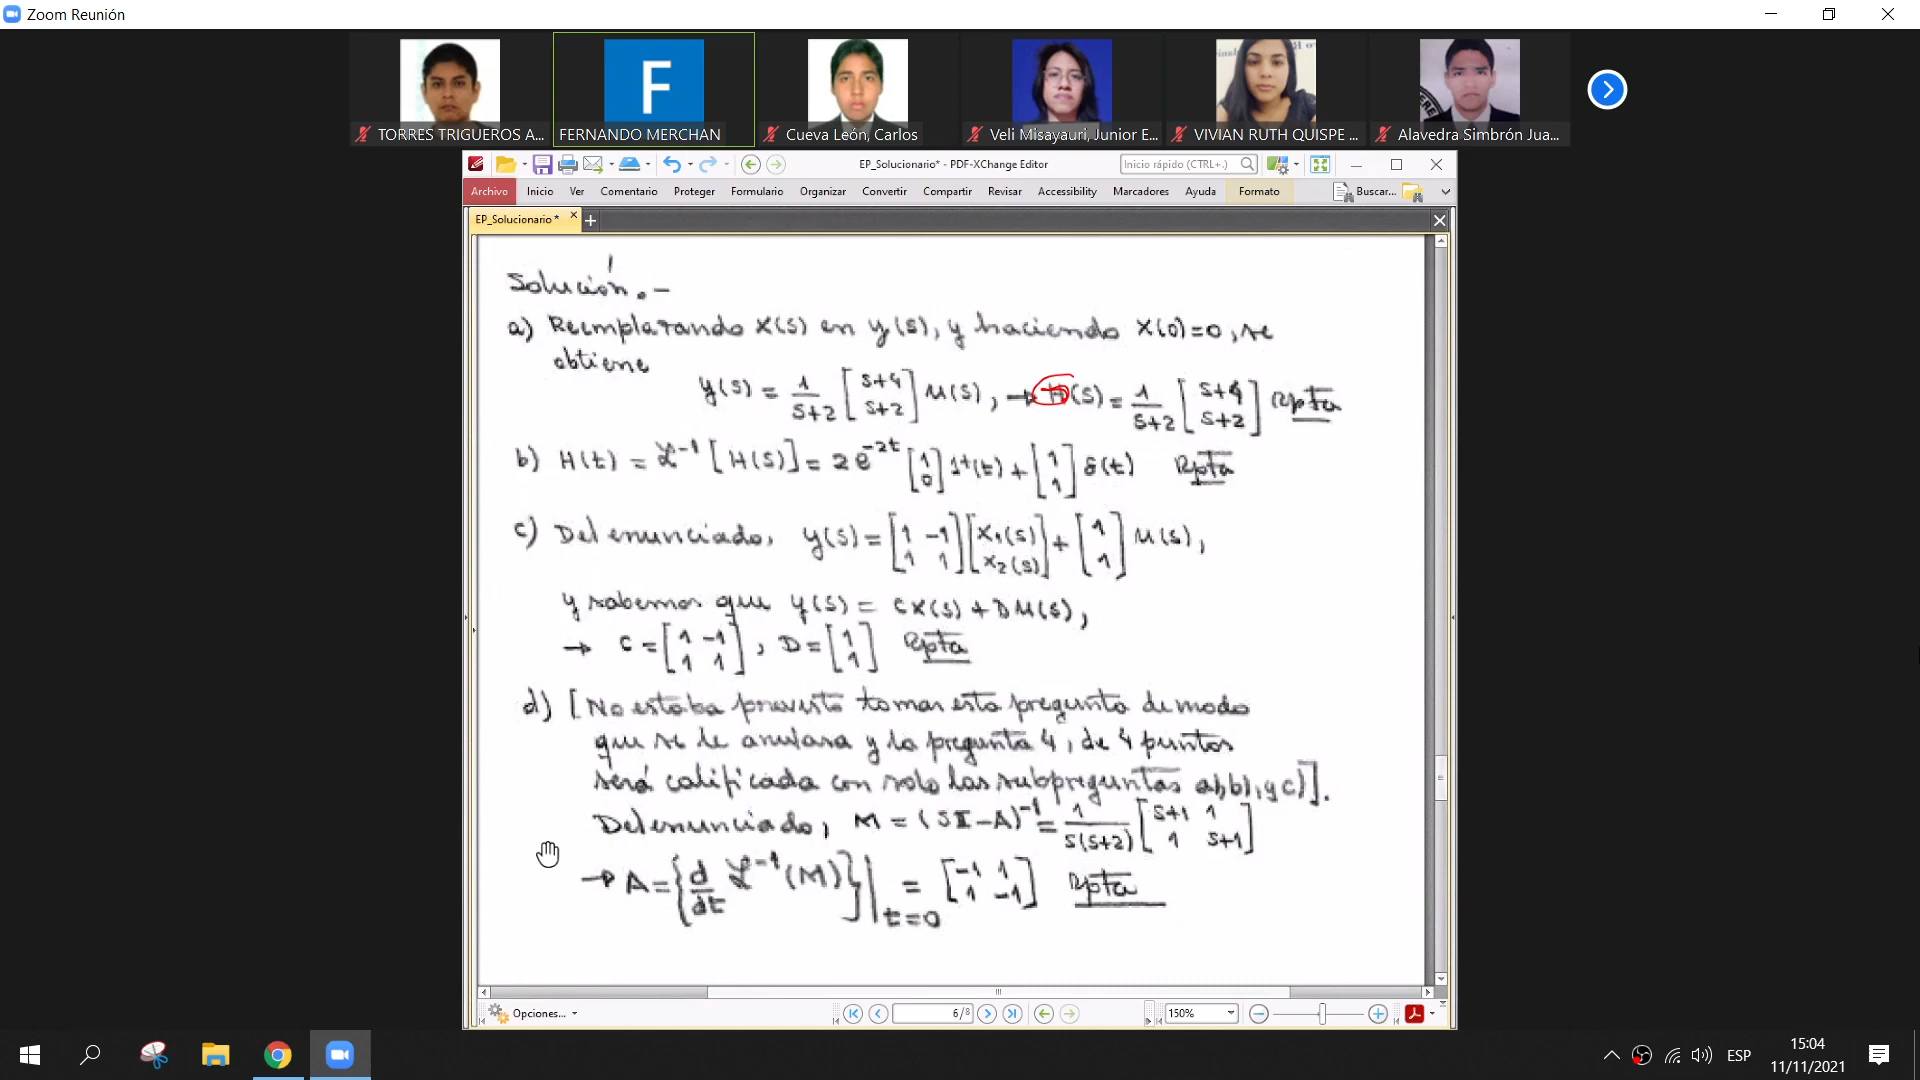 Zoom Reunión
F
TORRES TRIGUEROS A...
FERNANDO MERCHAN
Cueva León, Carlos
Veli Misayauri, Junior E...
VIVIAN RUTH QUISPE ...
Alavedra Simbrón Jua...
EP_Solucionario* - PDF-XChange Editor
Inicio rápido (CTRL+.)
Archivo Inicio Ver Comentario Proteger Formulario Organizar Convertir Compartir Revisar Accessibility Marcadores Ayuda Formato Buscar...
EP_Solucionario *
Solución.-
a) Reemplazando X(s) en y(s), y haciendo X(0)=0, se
obtiene
y(s) = 1/(s+2) [s+4; s+2] u(s), → H(s) = 1/(s+2) [s+4; s+2] Rpta
b) H(t) = ℒ⁻¹[H(s)] = 2e^(-2t) [1; 0] 1⁺(t) + [1; 1] δ(t) Rpta
c) Del enunciado, y(s) = [1 -1; 1 1] [x₁(s); x₂(s)] + [1; 1] u(s),
y sabemos que y(s) = CX(s) + DU(s),
→ C = [1 -1; 1 1], D = [1; 1] Rpta
d) [No estaba previsto tomar esta pregunta de modo
que se le anulara y la pregunta 4, de 4 puntos
será calificada con solo las subpreguntas a), b), y c)].
Del enunciado, M = (sI-A)⁻¹ = 1/(s(s+2)) [s+1 1; 1 s+1]
→ A = {d/dt ℒ⁻¹(M)}|t=0 = [-1 1; 1 -1] Rpta
Opciones...
6/8
150%
ESP
15:04
11/11/2021